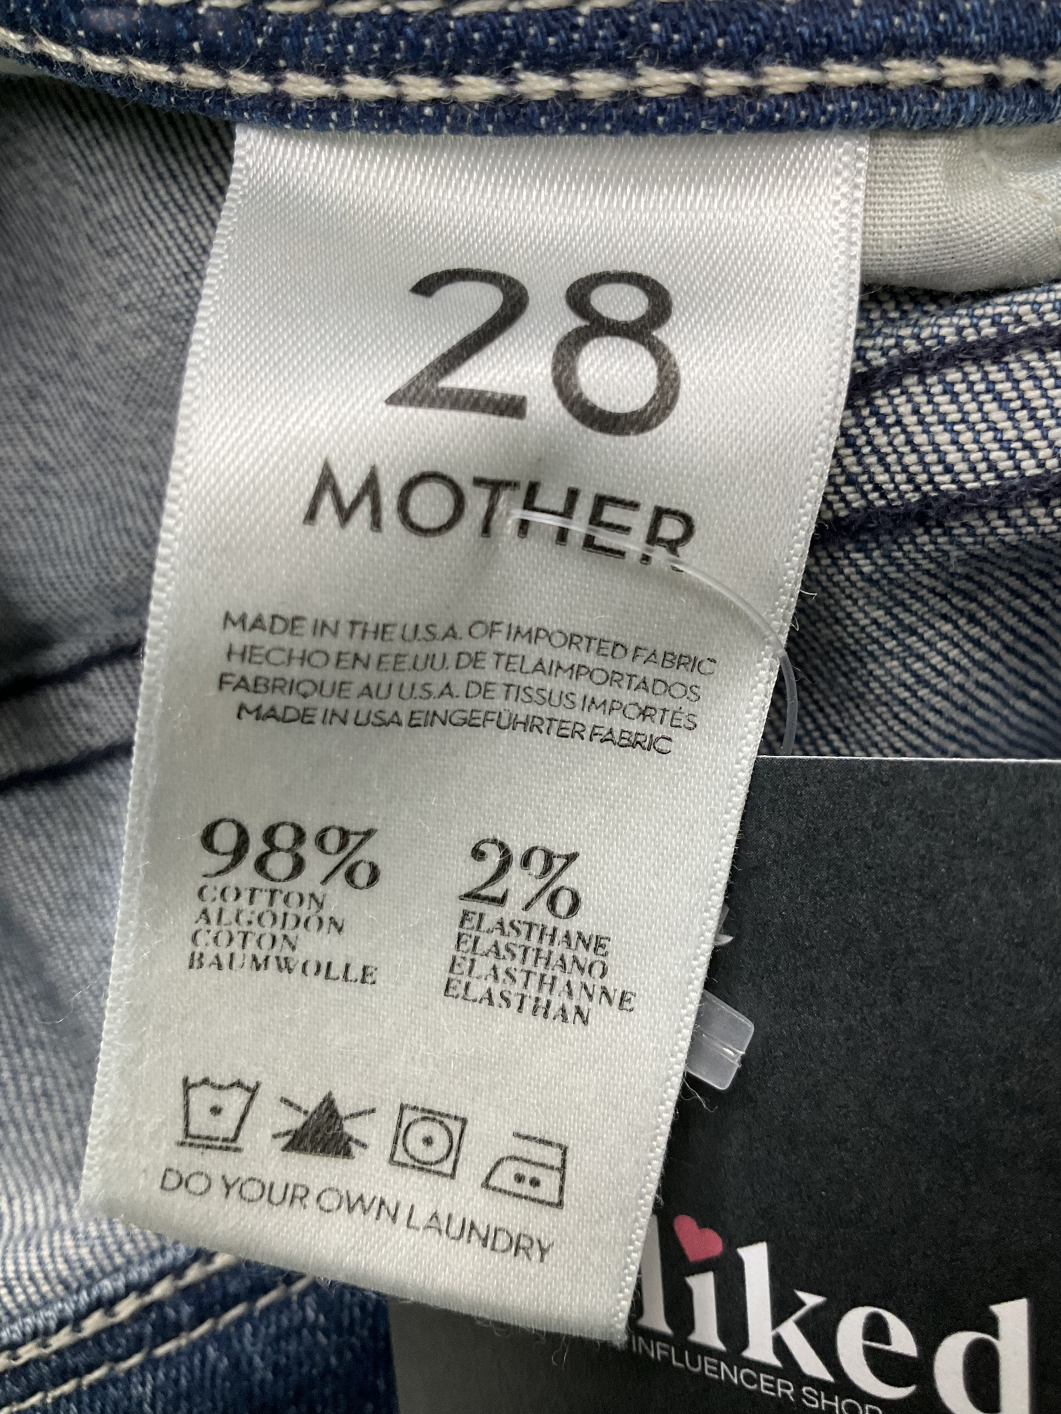 28
MOTHER
MADE IN THE U.S.A. OF IMPORTED FABRIC
HECHO EN EE.UU. DE TELA IMPORTADOS
FABRIQUE AU U.S.A. DE TISSUS IMPORTÉS
MADE IN USA EINGEFÜHRTER FABRIC
98%
COTTON
ALGODON
COTON
BAUMWOLLE
2%
ELASTHANE
ELASTHANO
ELASTHANNE
ELASTHAN
DO YOUR OWN LAUNDRY
liked
INFLUENCER SHOP